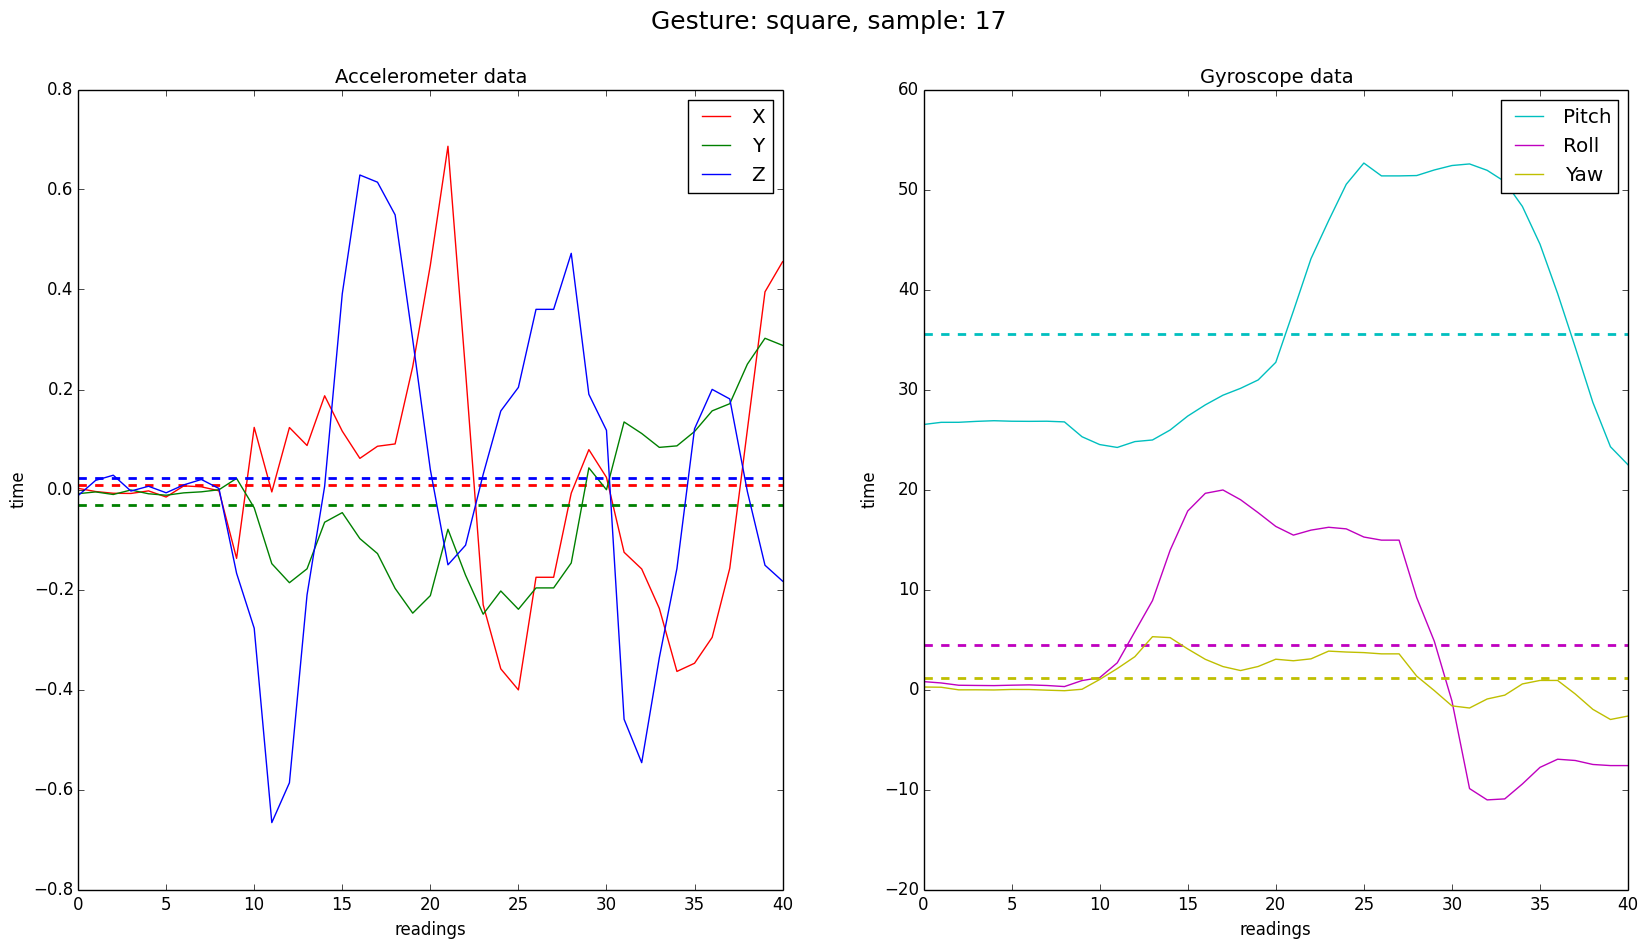 Gesture: square, sample: 17
Accelerometer data
0.8
0.6
0.4
0.2
0.0
−0.2
−0.4
−0.6
−0.8
time
X
Y
Z
0 5 10 15 20 25 30 35 40
readings
Gyroscope data
60
50
40
30
20
10
0
−10
−20
time
Pitch
Roll
Yaw
0 5 10 15 20 25 30 35 40
readings